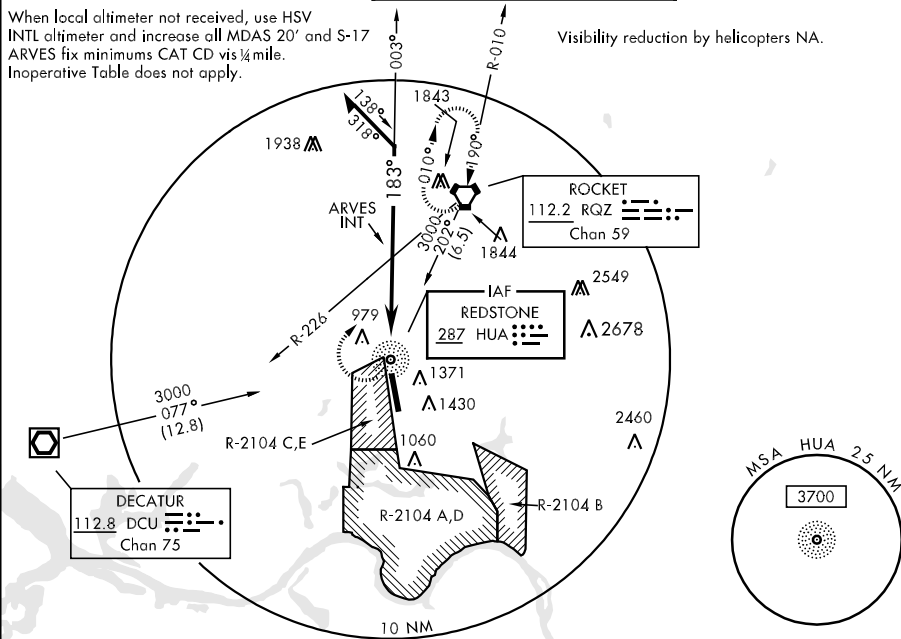 When local altimeter not received, use HSV
INTL altimeter and increase all MDAS 20' and S-17
ARVES fix minimums CAT CD vis ¼ mile.
Inoperative Table does not apply.
Visibility reduction by helicopters NA.
003°
R-010
138°
318°
1843
1938
010°
190°
183°
ROCKET
112.2 RQZ
Chan 59
ARVES
INT
3000
202°
(6.5)
1844
IAF
REDSTONE
287 HUA
2549
2678
979
R-226
1371
1430
3000
077°
(12.8)
R-2104 C,E
1060
2460
DECATUR
112.8 DCU
Chan 75
R-2104 A,D
R-2104 B
MSA HUA 25 NM
3700
10 NM